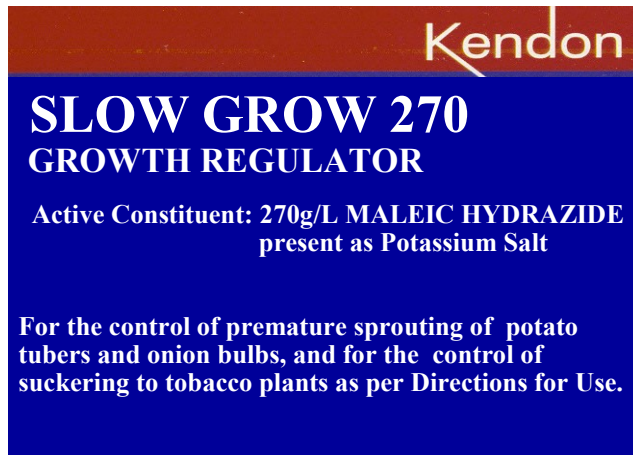 Kendon
SLOW GROW 270
GROWTH REGULATOR
Active Constituent: 270g/L MALEIC HYDRAZIDE
present as Potassium Salt
For the control of premature sprouting of potato
tubers and onion bulbs, and for the control of
suckering to tobacco plants as per Directions for Use.